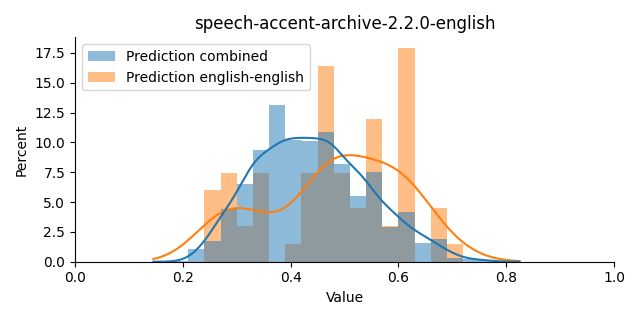 speech-accent-archive-2.2.0-english
Prediction combined
Prediction english-english
Percent
17.5
15.0
12.5
10.0
7.5
5.0
2.5
0.0
0.0 0.2 0.4 0.6 0.8 1.0
Value